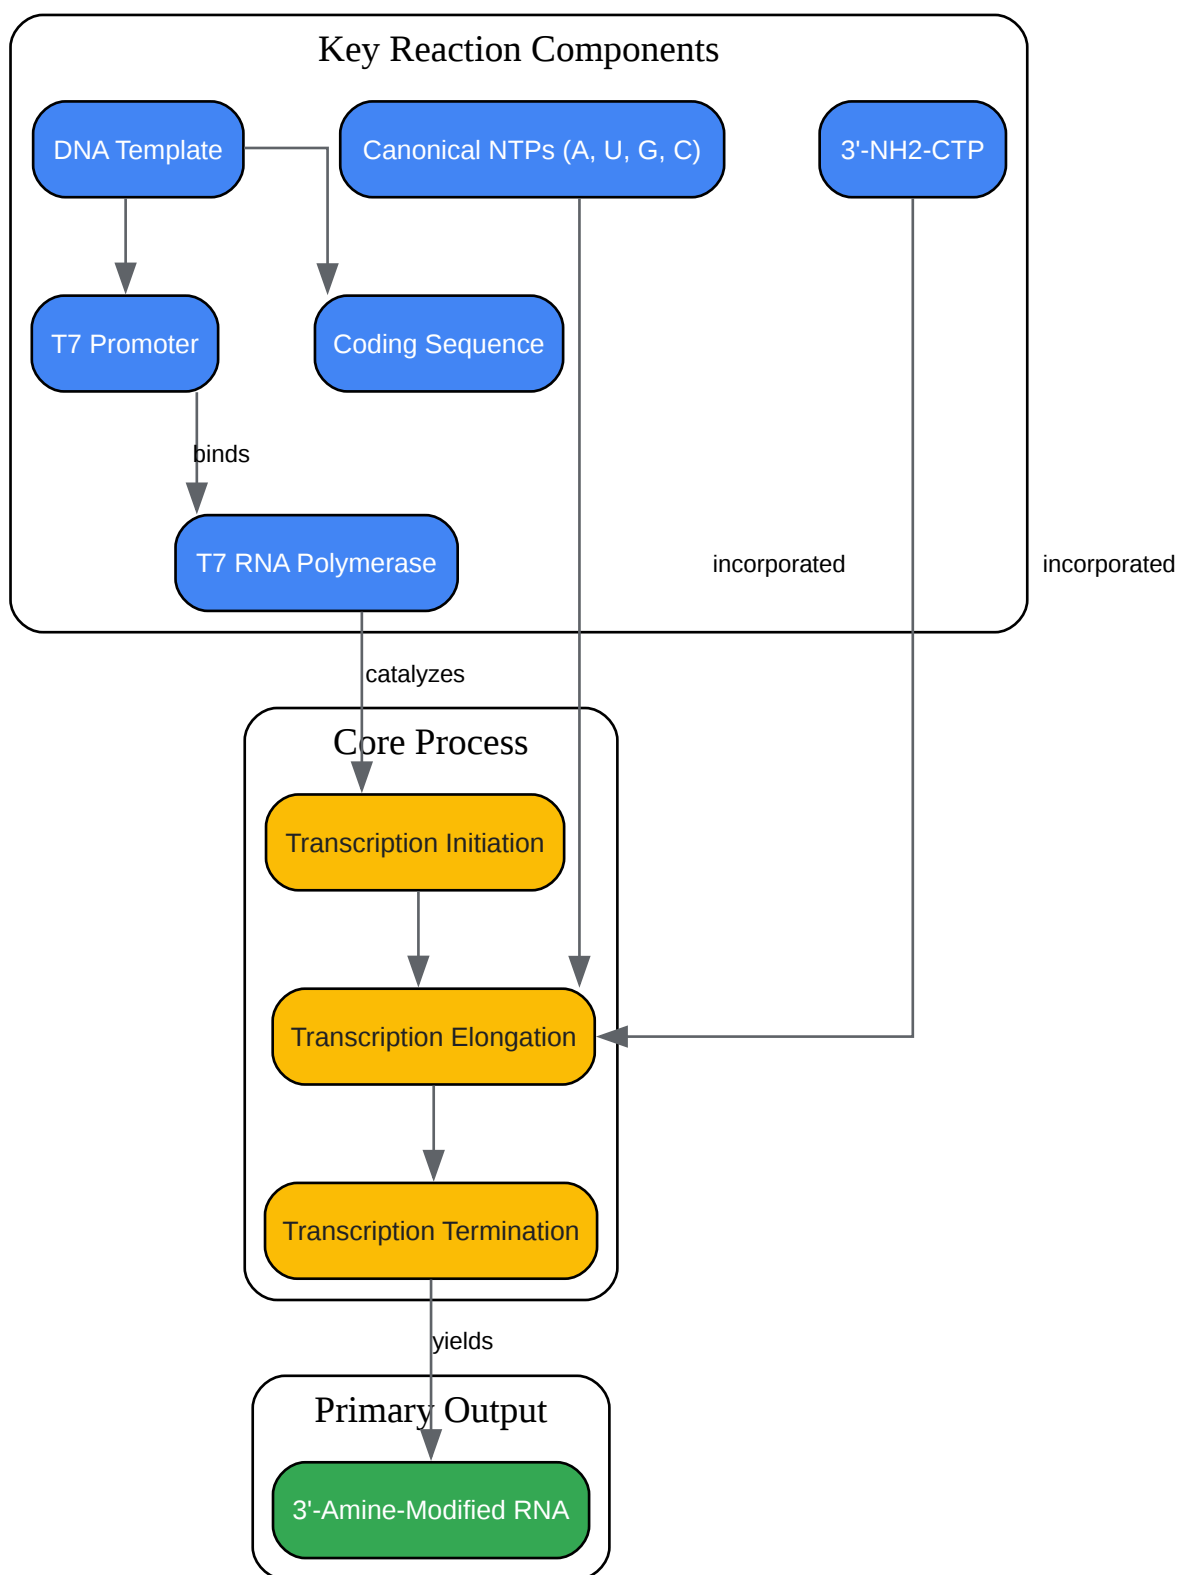 Key Reaction Components
DNA Template
Canonical NTPs (A, U, G, C)
3'-NH2-CTP
T7 Promoter
Coding Sequence
binds
T7 RNA Polymerase
incorporated
incorporated
catalyzes
Core Process
Transcription Initiation
Transcription Elongation
Transcription Termination
yields
Primary Output
3'-Amine-Modified RNA